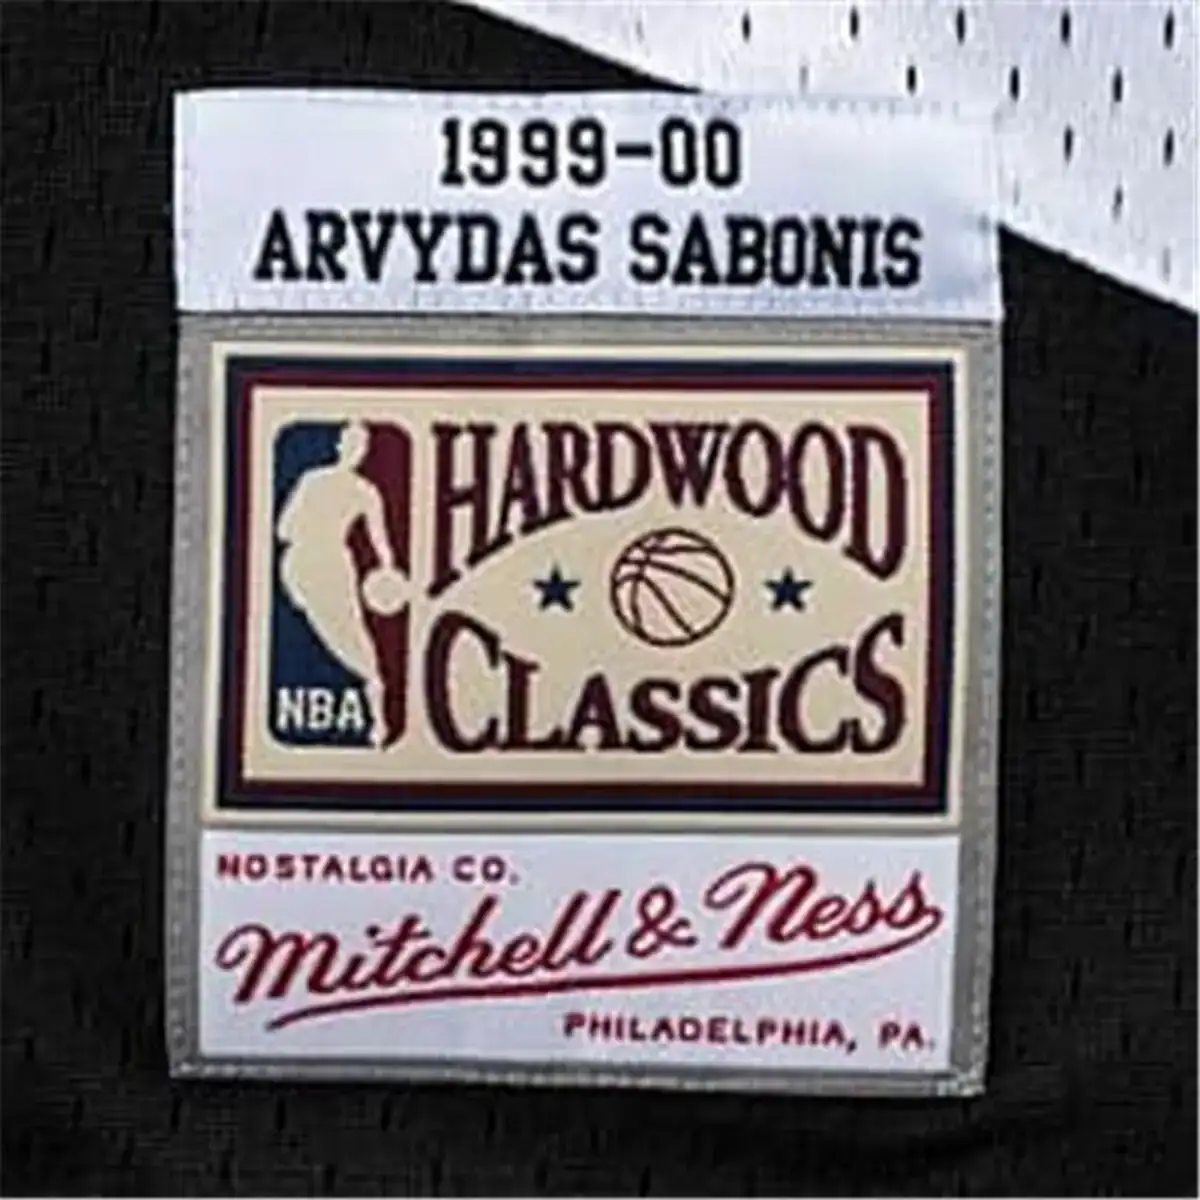 1999-00
ARVYDAS SABONIS
HARDWOOD
CLASSICS
NBA
NOSTALGIA CO.
Mitchell & Ness
PHILADELPHIA, PA.